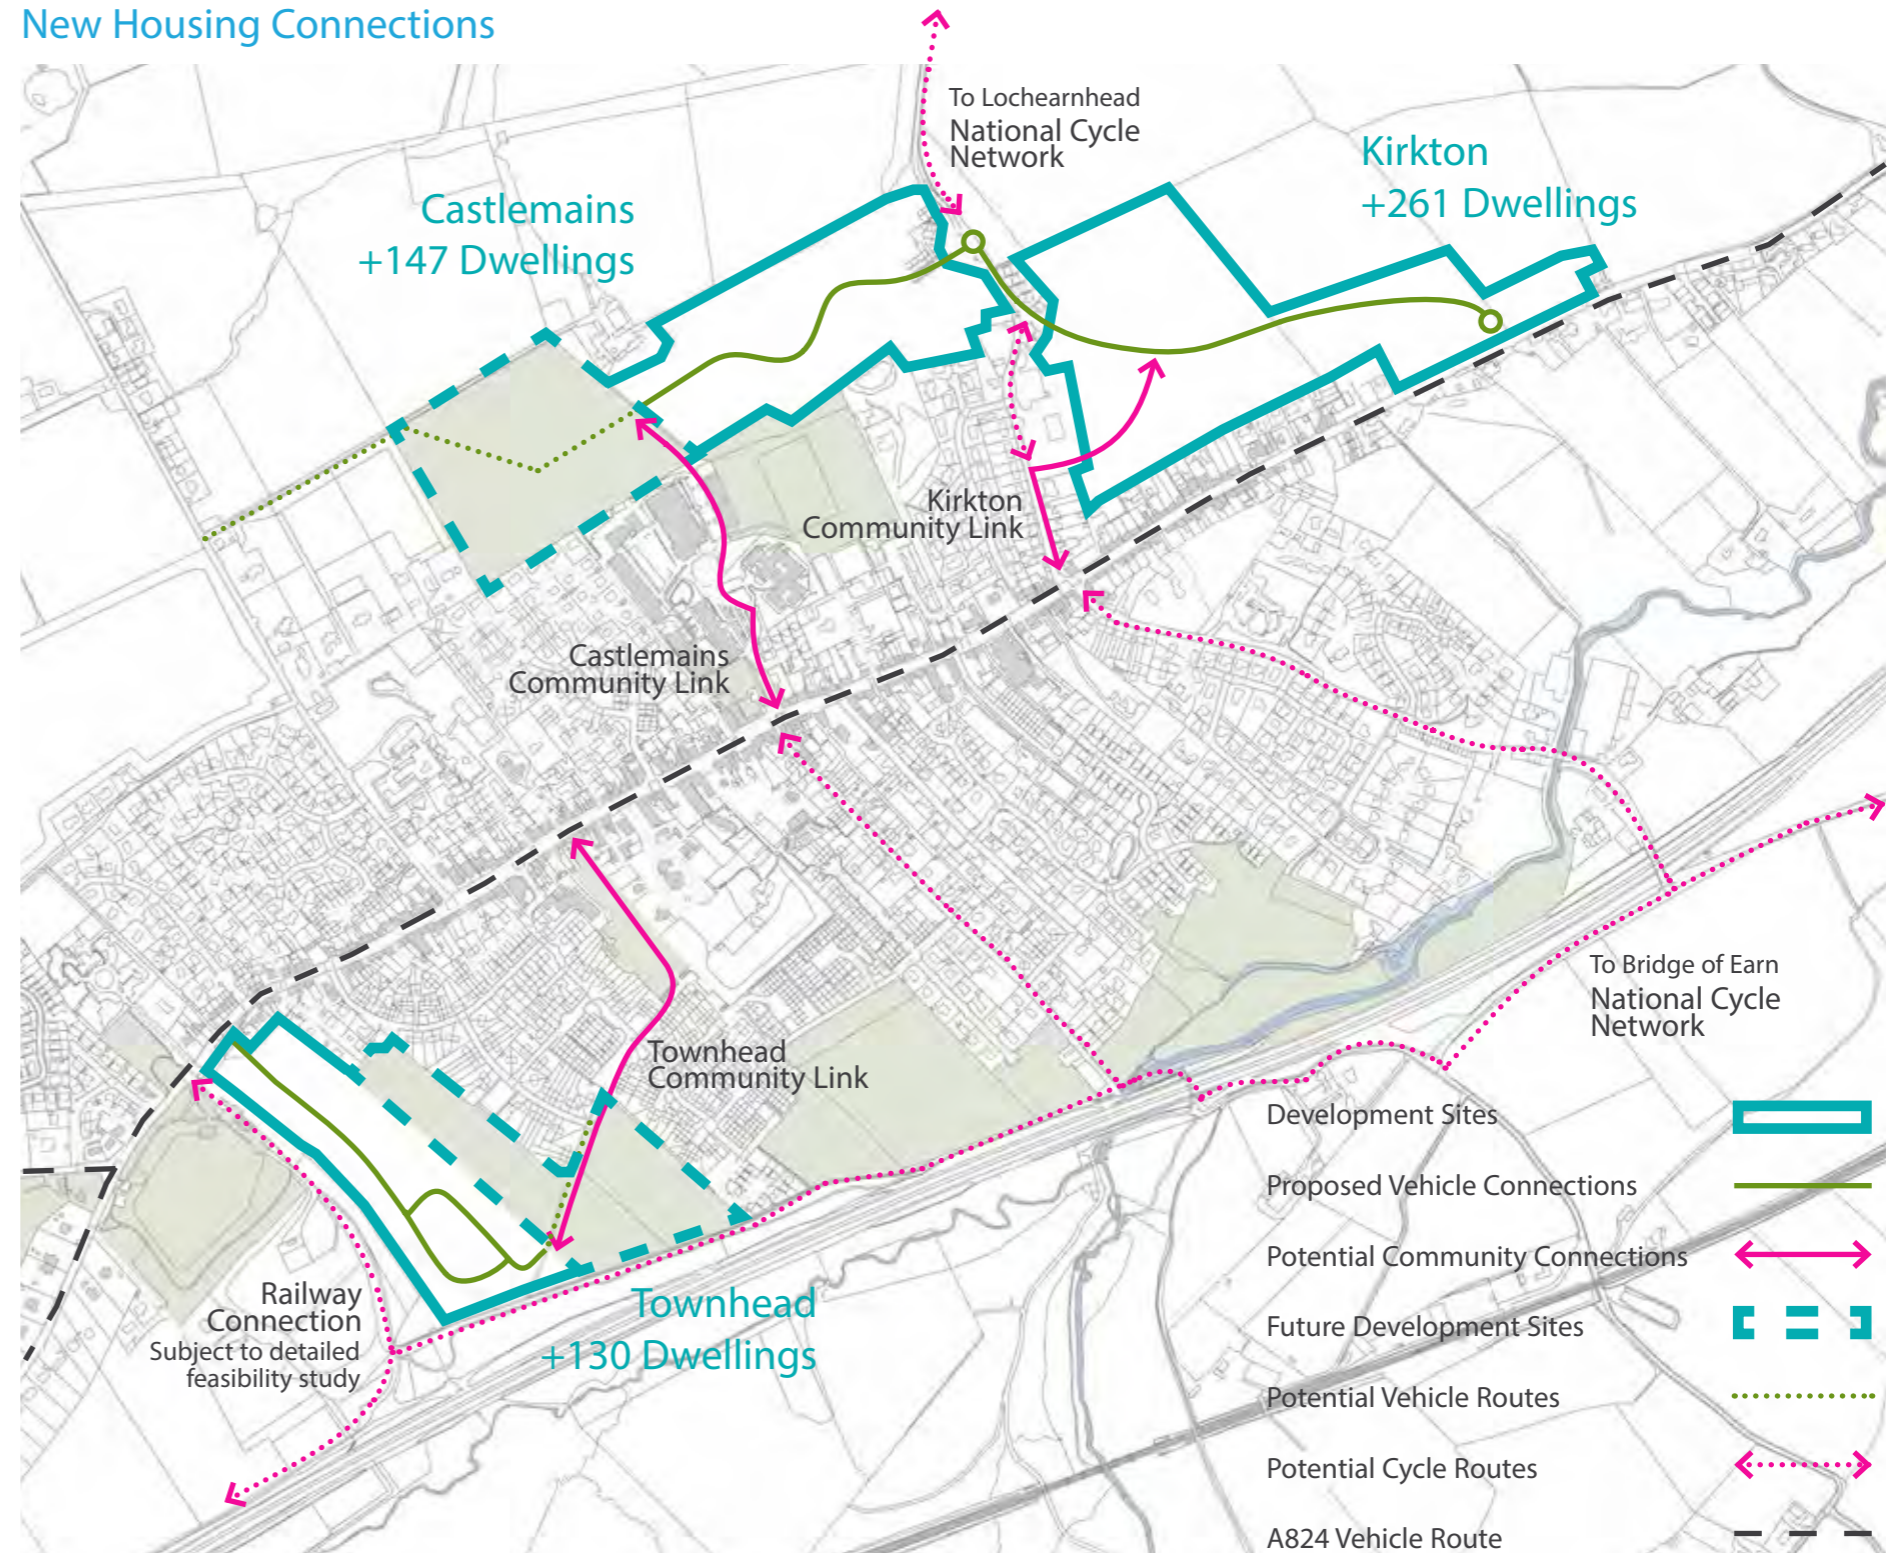 New Housing Connections
To Lochearnhead
National Cycle
Network
Kirkton
+261 Dwellings
Castlemains
+147 Dwellings
Kirkton
Community Link
Castlemains
Community Link
Townhead
Community Link
To Bridge of Earn
National Cycle
Network
Railway
Connection
Subject to detailed
feasibility study
Townhead
+130 Dwellings
Development Sites
Proposed Vehicle Connections
Potential Community Connections
Future Development Sites
Potential Vehicle Routes
Potential Cycle Routes
A824 Vehicle Route